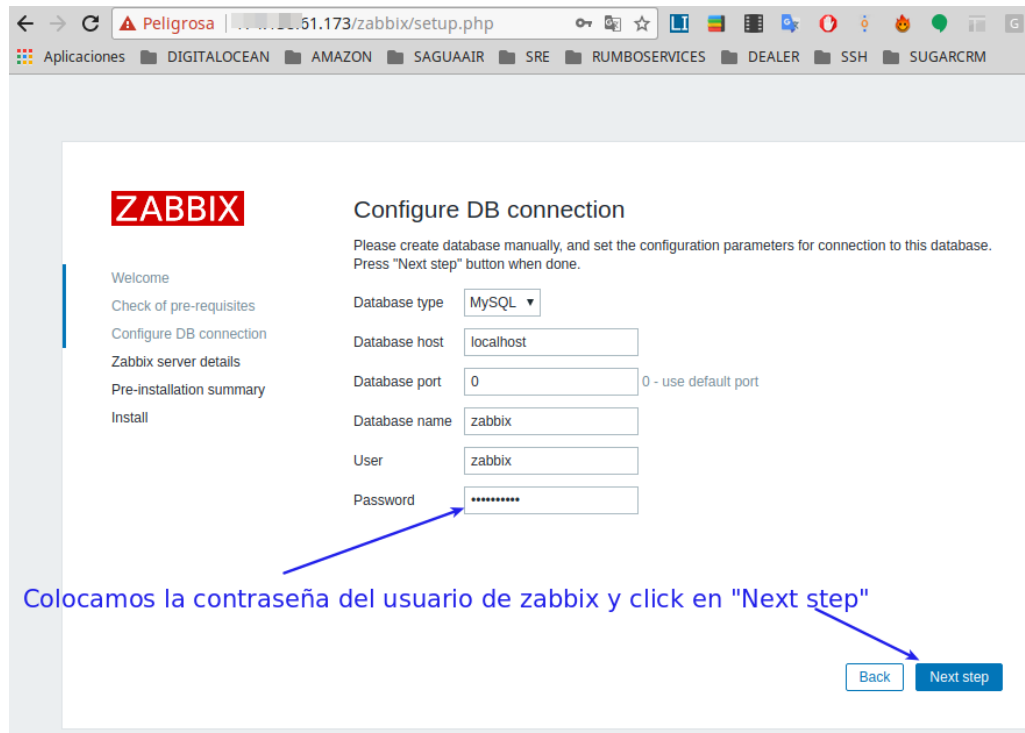 Peligrosa | 61.173/zabbix/setup.php
Aplicaciones DIGITALOCEAN AMAZON SAGUAAIR SRE RUMBOSERVICES DEALER SSH SUGARCRM
ZABBIX
Welcome
Check of pre-requisites
Configure DB connection
Zabbix server details
Pre-installation summary
Install
Configure DB connection
Please create database manually, and set the configuration parameters for connection to this database.
Press "Next step" button when done.
Database type MySQL
Database host localhost
Database port 0 0 - use default port
Database name zabbix
User zabbix
Password ••••••••••
Colocamos la contraseña del usuario de zabbix y click en "Next step"
Back Next step